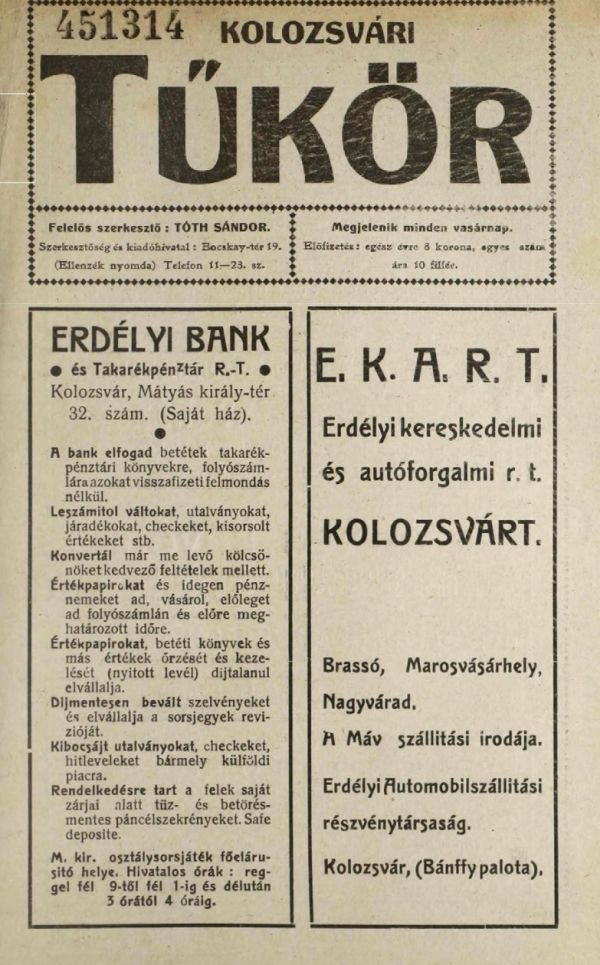 451314
KOLOZSVÁRI
TŰKÖR
Felelős szerkesztő : TÓTH SÁNDOR.
Szerkesztőség és kiadóhivatal : Bocskay-tér 19.
(Ellenzék nyomda) Telefon 11—23. sz.
Megjelenik minden vasárnap.
Előfizetés : egész évre 8 korona, egyes szám
ára 10 fillér.
ERDÉLYI BANK
● és Takarékpénztár R.-T. ●
Kolozsvár, Mátyás király-tér
32. szám. (Saját ház).
●
A bank elfogad betétek takarék-
pénztári könyvekre, folyószám-
lára azokat visszafizeti felmondás
nélkül.
Leszámitol váltokat, utalványokat,
járadékokat, checkeket, kisorsolt
értékeket stb.
Konvertál már me levő kölcsö-
nöket kedvező feltételek mellett.
Értékpapirokat és idegen pénz-
nemeket ad, vásárol, előleget
ad folyószámlán és előre meg-
határozott időre.
Értékpapirokat, betéti könyvek és
más értékek őrzését és keze-
lését (nyitott levél) dijtalanul
elvállalja.
Dijmentesen bevált szelvényeket
és elvállalja a sorsjegyek revi-
zióját.
Kibocsájt utalványokat, checkeket,
hitleveleket bármely külföldi
piacra.
Rendelkedésre tart a felek saját
zárjai alatt tüz- és betörés-
mentes páncélszekrényeket. Safe
deposite.
M. kir. osztálysorsjáték főeláru-
sitó helye. Hivatalos órák : reg-
gel fél 9-től fél 1-ig és délután
3 órától 4 óráig.
E. K. A. R. T.
Erdélyi kereskedelmi
és autóforgalmi r. t.
KOLOZSVÁRT.
Brassó, Marosvásárhely,
Nagyvárad.
A Máv szállitási irodája.
Erdélyi Automobilszállitási
részvénytársaság.
Kolozsvár, (Bánffy palota).